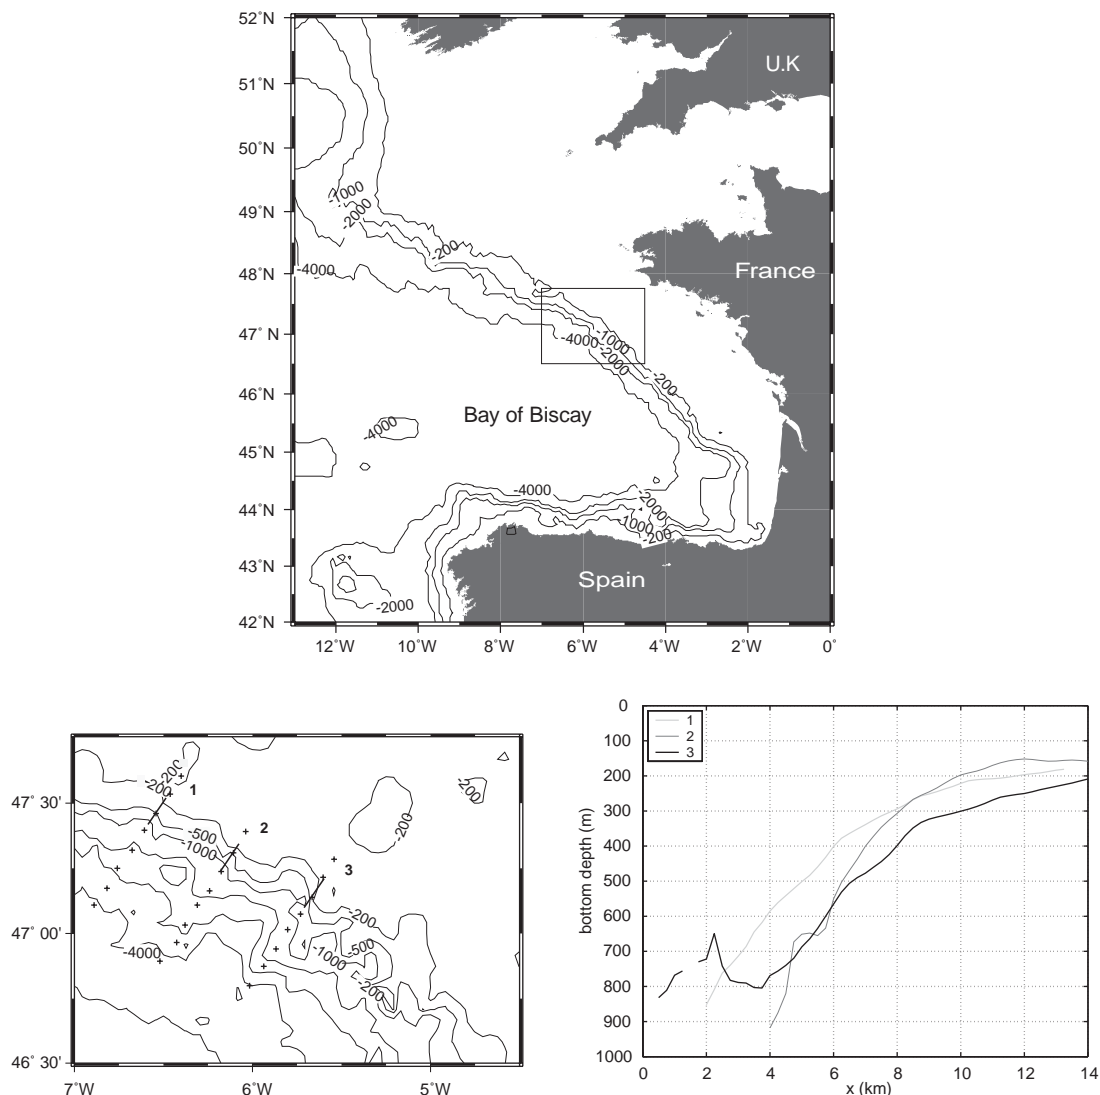 52˚N
51˚N
50˚N
49˚N
48˚N
47˚ N
46˚N
45˚N
44˚N
43˚N
42˚N
12˚W
10˚W
8˚W
6˚W
4˚W
2˚W
0˚
U.K
France
Spain
Bay of Biscay
-1000
-2000
-200
-4000
-1000
-4000
-2000
-200
-4000
-4000
-2000
-1000
-200
-2000
47˚ 30'
47˚ 00'
46˚ 30'
7˚W
6˚W
5˚W
-200
-200
1
-500
2
-1000
3
-200
-200
-200
-500
-1000
-4000
-200
0
100
200
300
400
500
600
700
800
900
1000
bottom depth (m)
1
2
3
0
2
4
6
8
10
12
14
x (km)